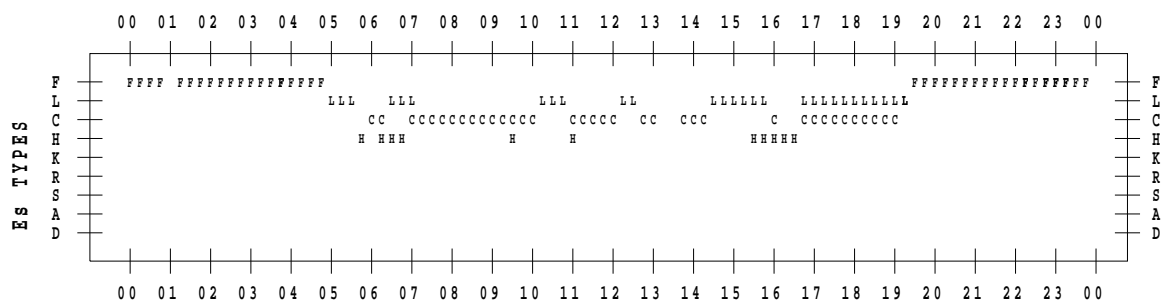 00 01 02 03 04 05 06 07 08 09 10 11 12 13 14 15 16 17 18 19 20 21 22 23 00
Es TYPES
F FFFF FFFFFFFFFFFFFFF FFFFFFFFFFFFFFFFFF F
L LLL LLL LLL LL LLLLLL LLLLLLLLLLL L
C CC CCCCCCCCCCCCC CCCCC CC CCC C CCCCCCCCCC C
H H HHH H H HHHHH H
K K
R R
S S
A A
D D
00 01 02 03 04 05 06 07 08 09 10 11 12 13 14 15 16 17 18 19 20 21 22 23 00